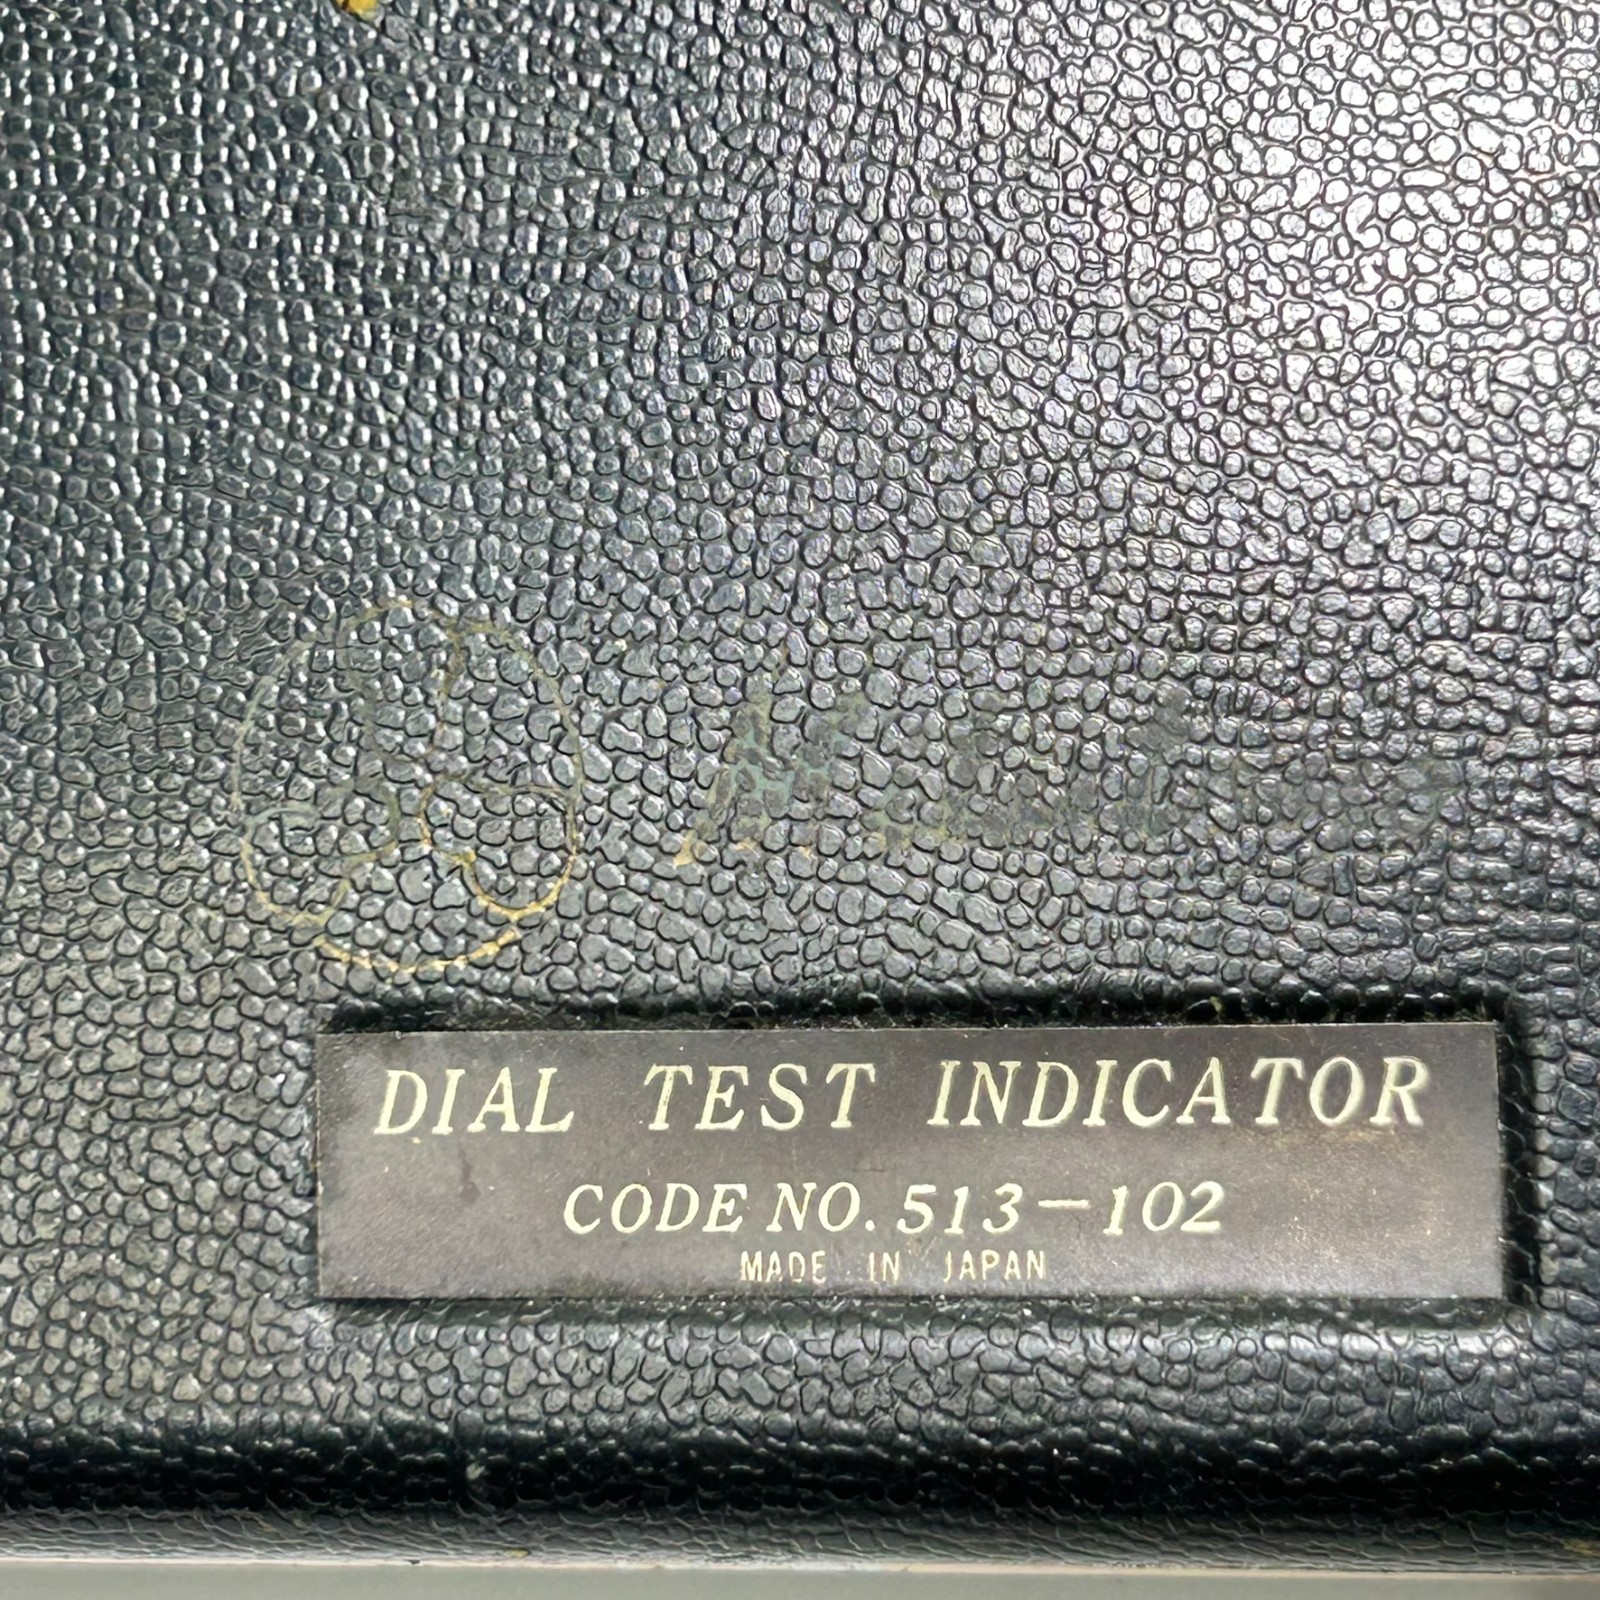 DIAL TEST INDICATOR
CODE NO. 513-102
MADE IN JAPAN